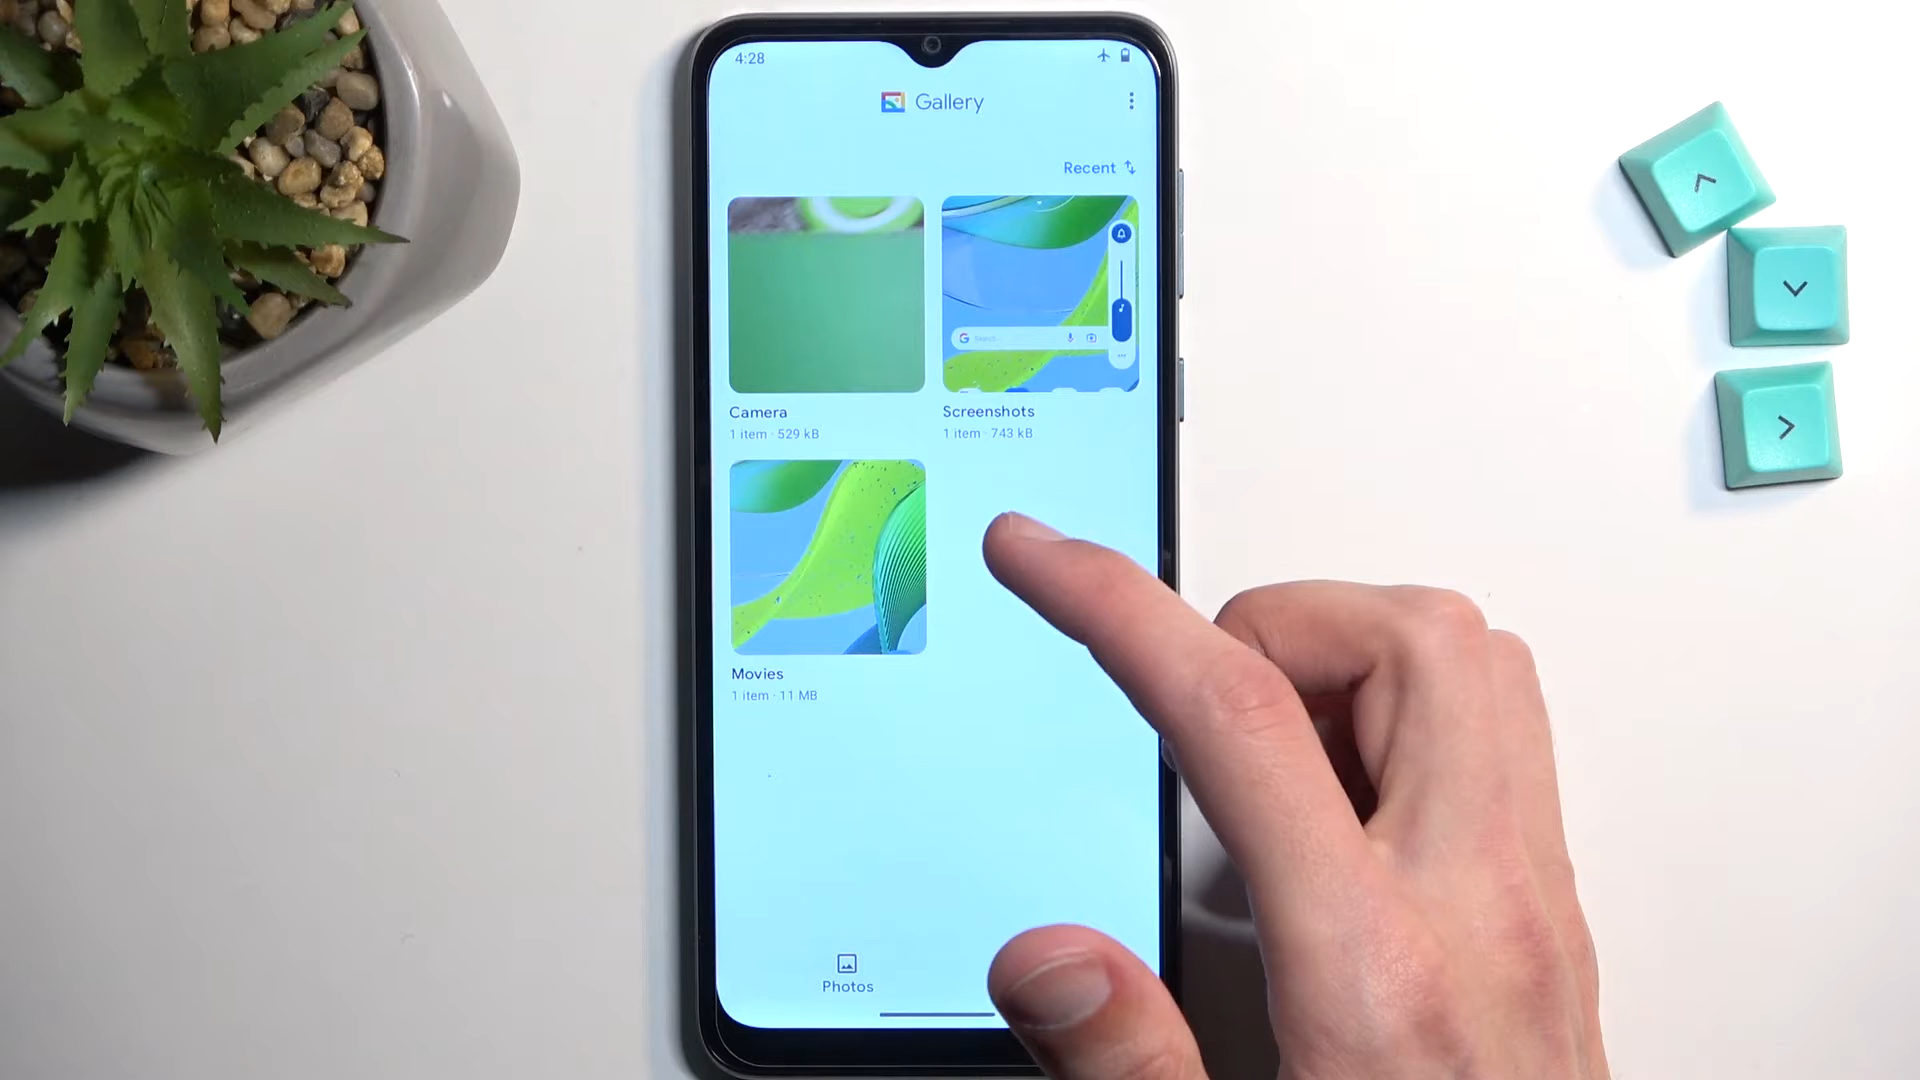 4:28
Gallery
Recent
Camera
1 item · 529 kB
Screenshots
1 item · 743 kB
Movies
1 item · 11 MB
Photos